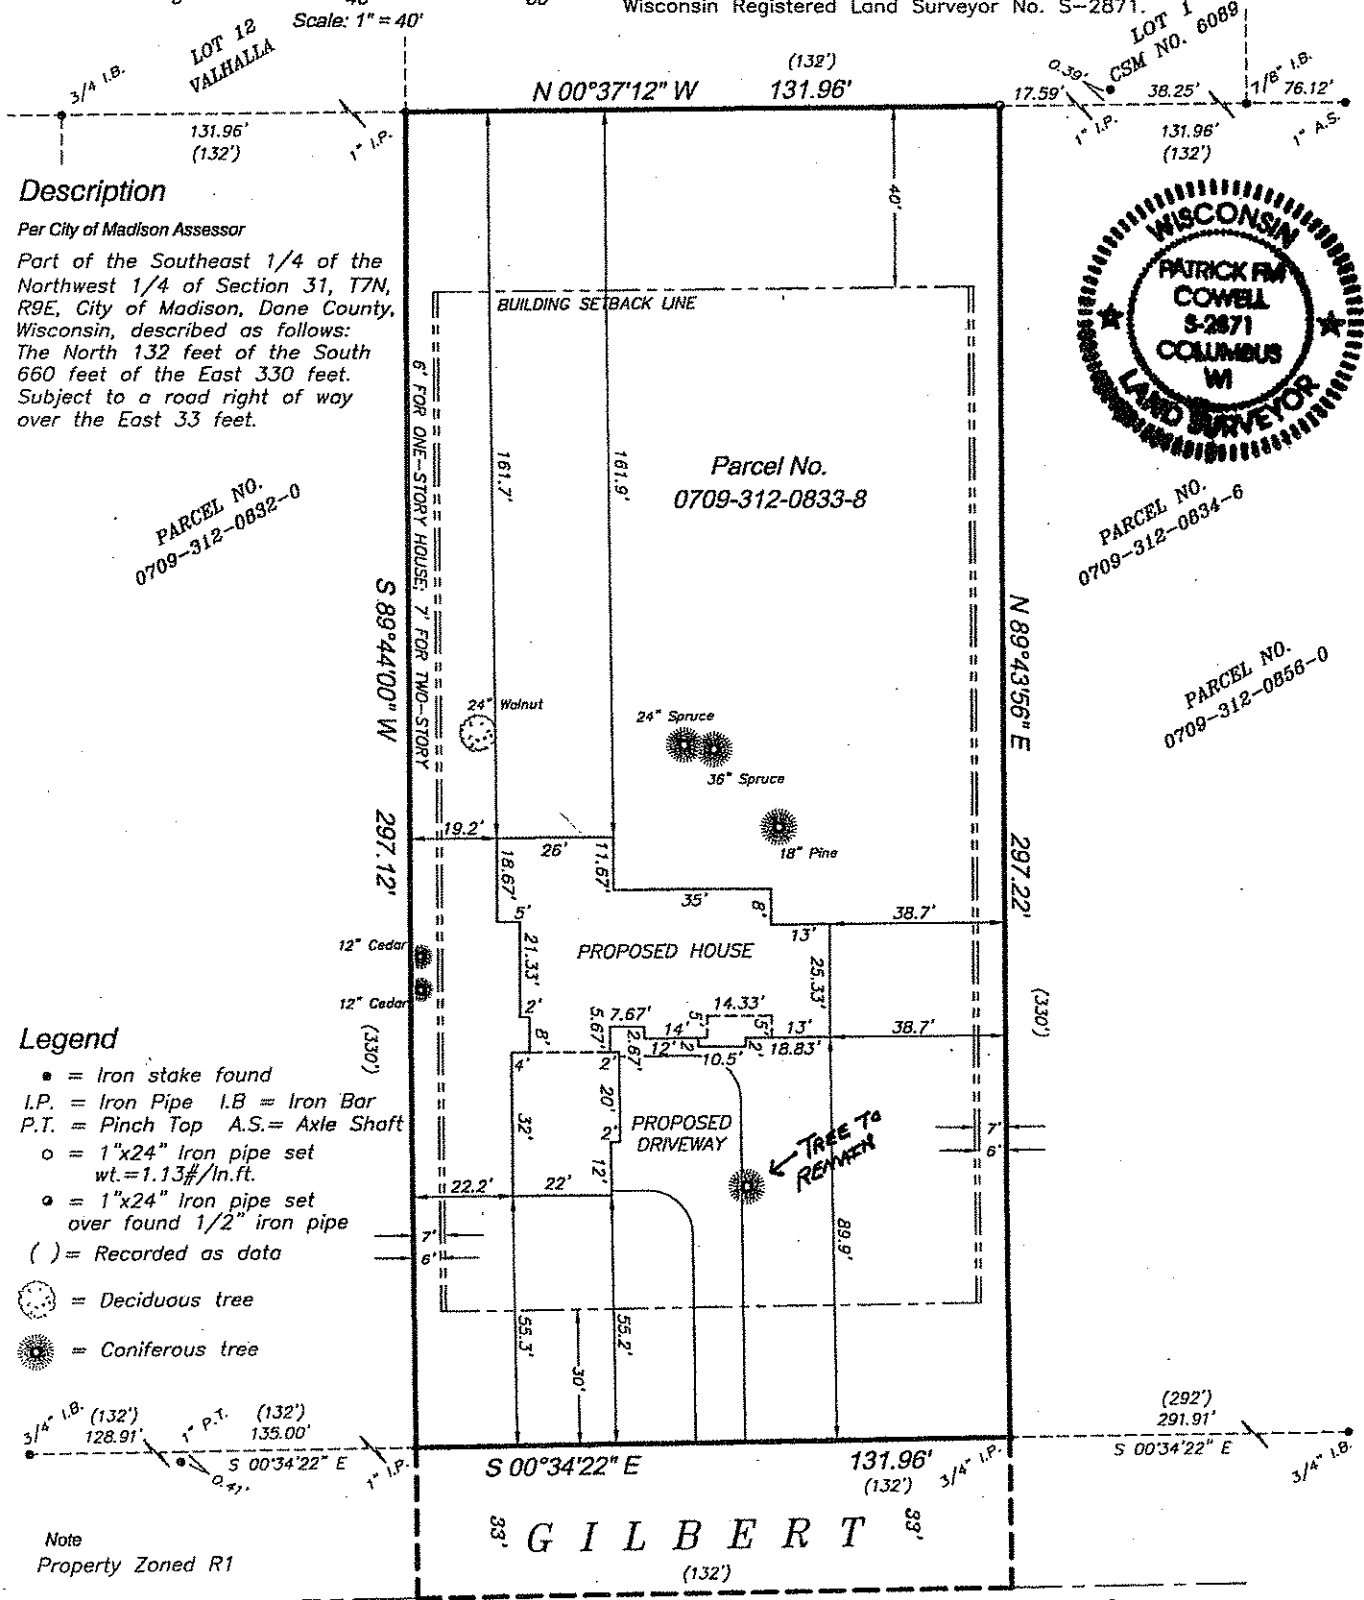 Scale: 1" = 40'
Wisconsin Registered Land Surveyor No. S-2871.
LOT 12
VALHALLA
3/4 I.B.
131.96'
(132')
1" I.P.
(132')
N 00°37'12" W 131.96'
LOT 1
CSM NO. 6089
0.39'
17.59'
38.25'
76.12'
1" I.P.
131.96'
(132')
1" A.S.
Description
Per City of Madison Assessor
Part of the Southeast 1/4 of the
Northwest 1/4 of Section 31, T7N,
R9E, City of Madison, Dane County,
Wisconsin, described as follows:
The North 132 feet of the South
660 feet of the East 330 feet.
Subject to a road right of way
over the East 33 feet.
WISCONSIN
PATRICK RM
COWELL
S-2871
COLUMBUS
WI
LAND SURVEYOR
40'
BUILDING SETBACK LINE
6' FOR ONE-STORY HOUSE; 7' FOR TWO-STORY
161.7'
161.9'
Parcel No.
0709-312-0833-8
PARCEL NO.
0709-312-0832-0
PARCEL NO.
0709-312-0834-6
PARCEL NO.
0709-312-0856-0
S 89°44'00" W 297.12'
(330')
N 89°43'56" E 297.22'
(330')
24" Walnut
24" Spruce
36" Spruce
18" Pine
19.2'
26'
11.67'
18.67'
35'
8'
38.7'
5'
13'
12" Cedar
12" Cedar
21.33'
PROPOSED HOUSE
25.33'
2'
8'
5.67'
7.67'
2.67'
14'
5'
14.33'
5'
13'
38.7'
4'
2'
12'
2'
10.5'
2'
18.83'
32'
20'
2'
12'
PROPOSED
DRIVEWAY
TREE TO
REMAIN
7'
6'
22.2'
22'
7'
6'
89.9'
55.3'
55.2'
30'
Legend
= Iron stake found
I.P. = Iron Pipe I.B = Iron Bar
P.T. = Pinch Top A.S.= Axle Shaft
= 1"x24" Iron pipe set
wt.=1.13#/ln.ft.
= 1"x24" Iron pipe set
over found 1/2" iron pipe
( )= Recorded as data
= Deciduous tree
= Coniferous tree
3/4" I.B.
(132')
128.91'
1" P.T.
(132')
135.00'
S 00°34'22" E
1" I.P.
S 00°34'22" E
131.96'
(132')
3/4" I.P.
(292')
291.91'
S 00°34'22" E
3/4" I.B.
33' GILBERT 33'
(132')
Note
Property Zoned R1